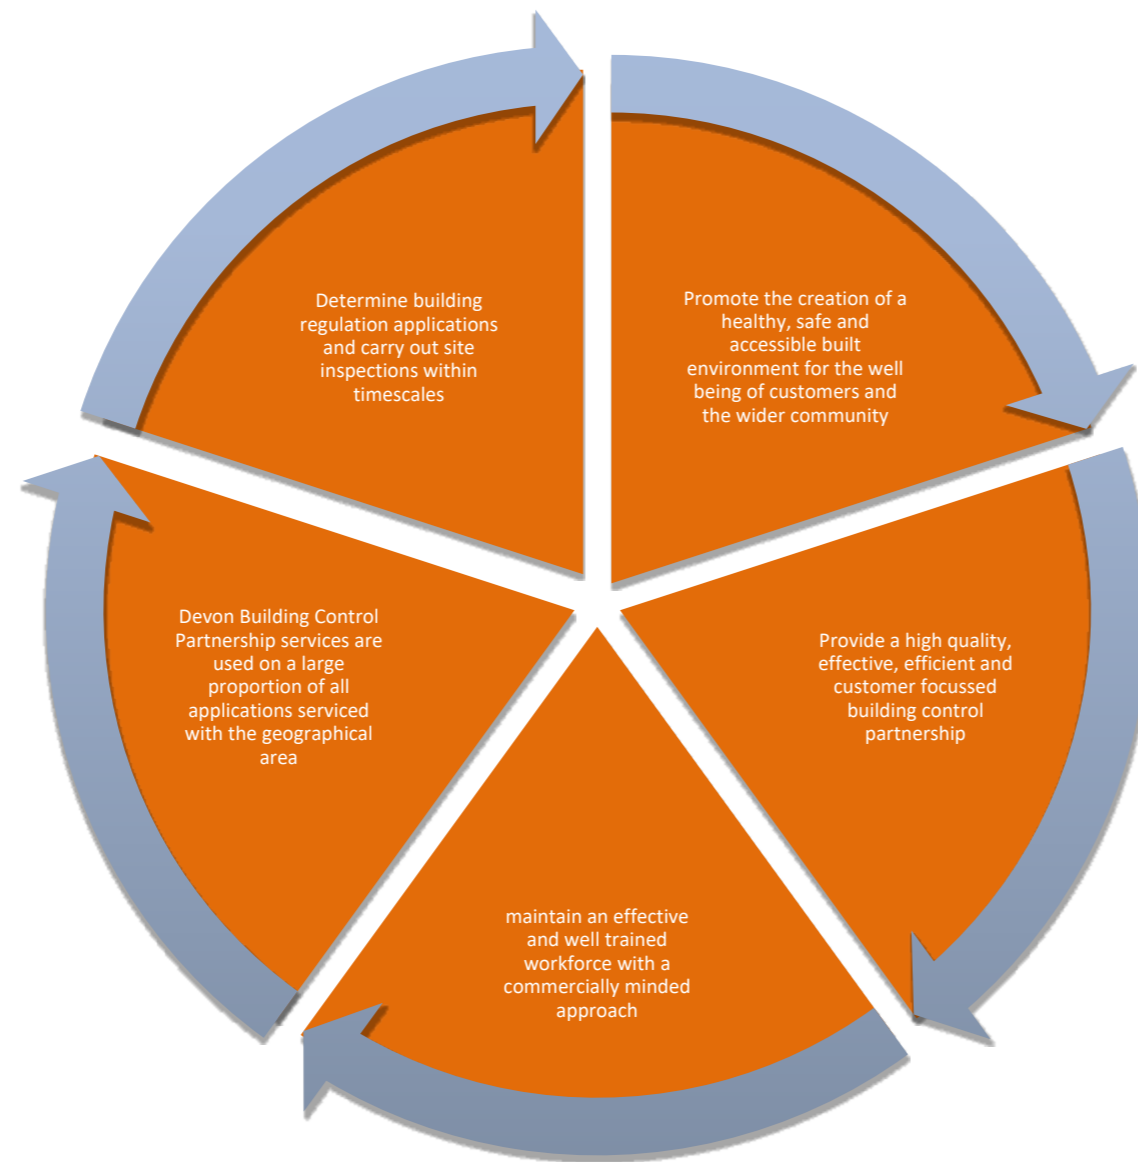 Determine building
regulation applications
and carry out site
inspections within
timescales
Promote the creation of a
healthy, safe and
accessible built
environment for the well
being of customers and
the wider community
Devon Building Control
Partnership services are
used on a large
proportion of all
applications serviced
with the geographical
area
Provide a high quality,
effective, efficient and
customer focussed
building control
partnership
maintain an effective
and well trained
workforce with a
commercially minded
approach